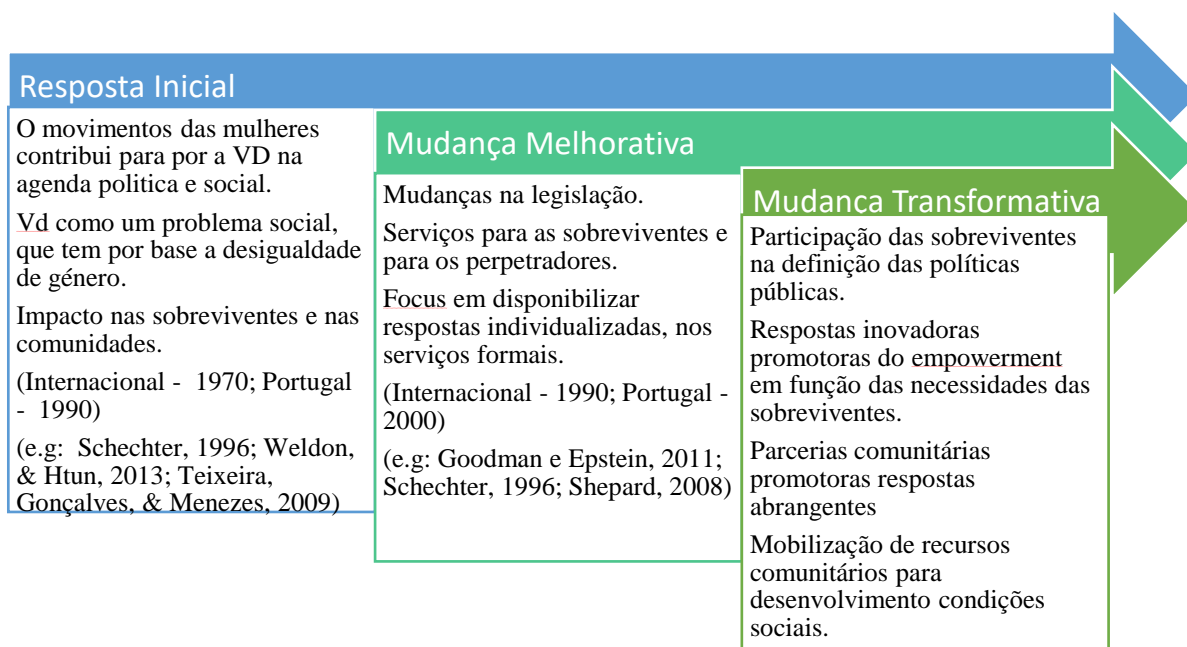 Resposta Inicial
O movimentos das mulheres
contribui para por a VD na
agenda politica e social.
Vd como um problema social,
que tem por base a desigualdade
de género.
Impacto nas sobreviventes e nas
comunidades.
(Internacional - 1970; Portugal
- 1990)
(e.g: Schechter, 1996; Weldon,
& Htun, 2013; Teixeira,
Gonçalves, & Menezes, 2009)
Mudança Melhorativa
Mudanças na legislação.
Serviços para as sobreviventes e
para os perpetradores.
Focus em disponibilizar
respostas individualizadas, nos
serviços formais.
(Internacional - 1990; Portugal -
2000)
(e.g: Goodman e Epstein, 2011;
Schechter, 1996; Shepard, 2008)
Mudança Transformativa
Participação das sobreviventes
na definição das políticas
públicas.
Respostas inovadoras
promotoras do empowerment
em função das necessidades das
sobreviventes.
Parcerias comunitárias
promotoras respostas
abrangentes
Mobilização de recursos
comunitários para
desenvolvimento condições
sociais.